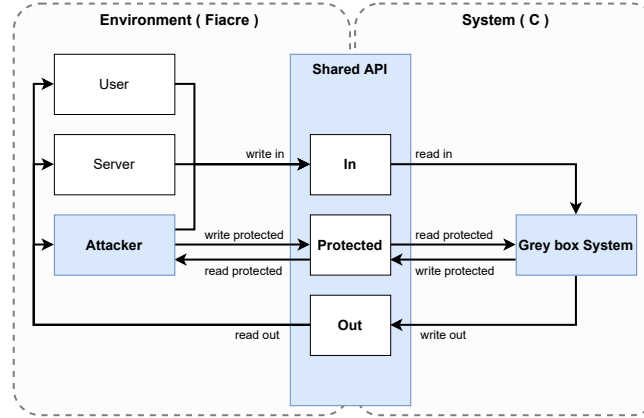 Environment ( Fiacre )
System ( C )
Shared API
User
Server
write in
In
read in
Attacker
write protected
read protected
Protected
read protected
write protected
Grey box System
read out
Out
write out